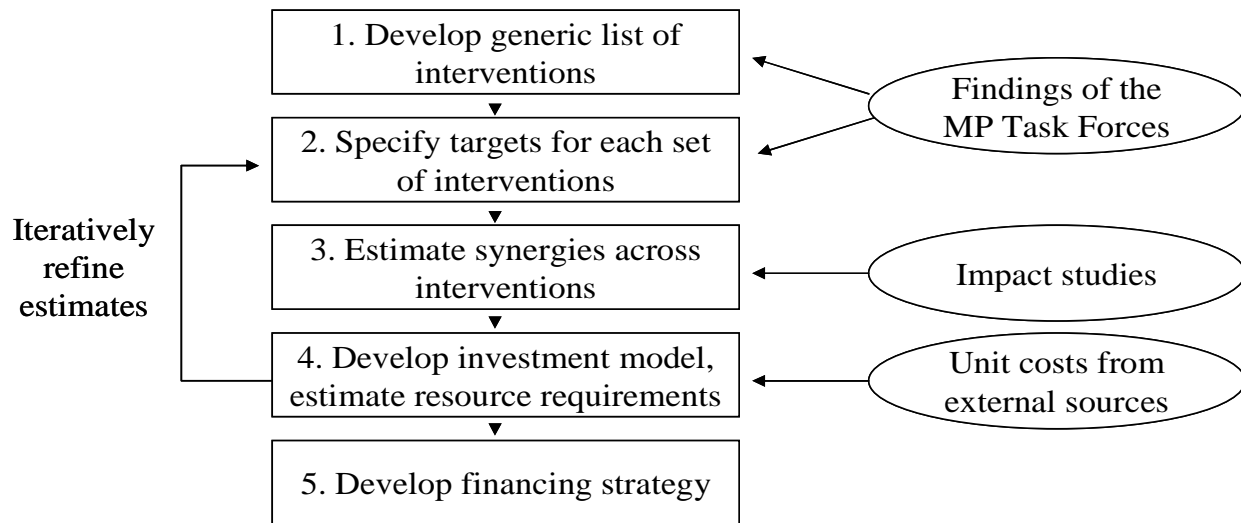 1. Develop generic list of
interventions
Findings of the
MP Task Forces
2. Specify targets for each set
of interventions
Iteratively
refine
estimates
3. Estimate synergies across
interventions
Impact studies
4. Develop investment model,
estimate resource requirements
Unit costs from
external sources
5. Develop financing strategy